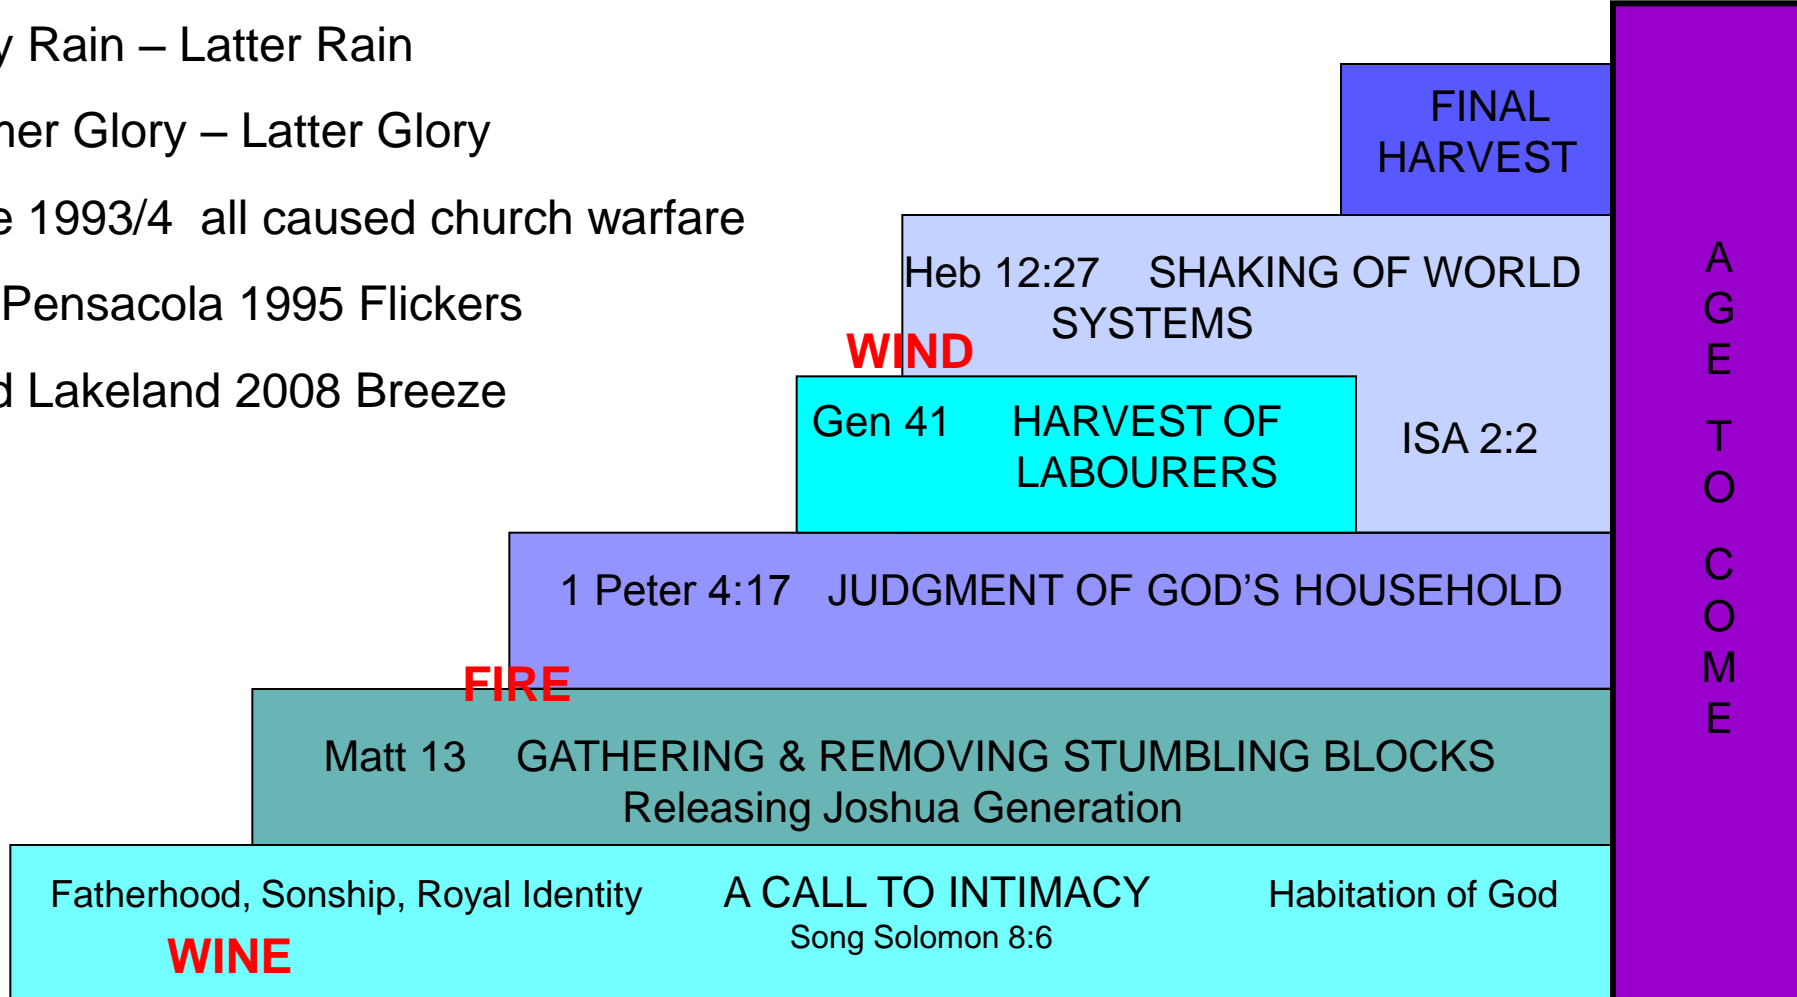 Rain – Latter Rain
Glory – Latter Glory
1993/4 all caused church warfare
Pensacola 1995 Flickers
Lakeland 2008 Breeze
FINAL
HARVEST
Heb 12:27 SHAKING OF WORLD
SYSTEMS
WIND
Gen 41 HARVEST OF
LABOURERS
ISA 2:2
1 Peter 4:17 JUDGMENT OF GOD’S HOUSEHOLD
FIRE
Matt 13 GATHERING & REMOVING STUMBLING BLOCKS
Releasing Joshua Generation
Fatherhood, Sonship, Royal Identity A CALL TO INTIMACY Habitation of God
Song Solomon 8:6
WINE
AGE TO COME